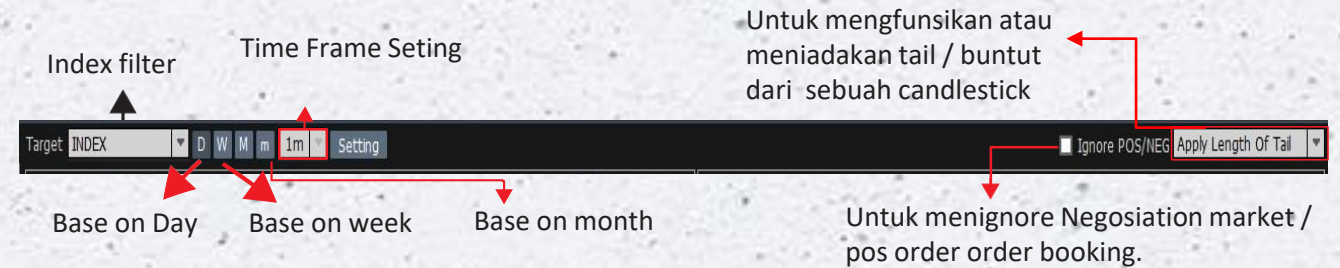 Untuk mengfunsikan atau
meniadakan tail / buntut
dari sebuah candlestick
Time Frame Seting
Index filter
Target INDEX D W M m 1m Setting Ignore POS/NEG Apply Length Of Tail
Base on Day Base on week Base on month
Untuk menignore Negosiation market /
pos order order booking.